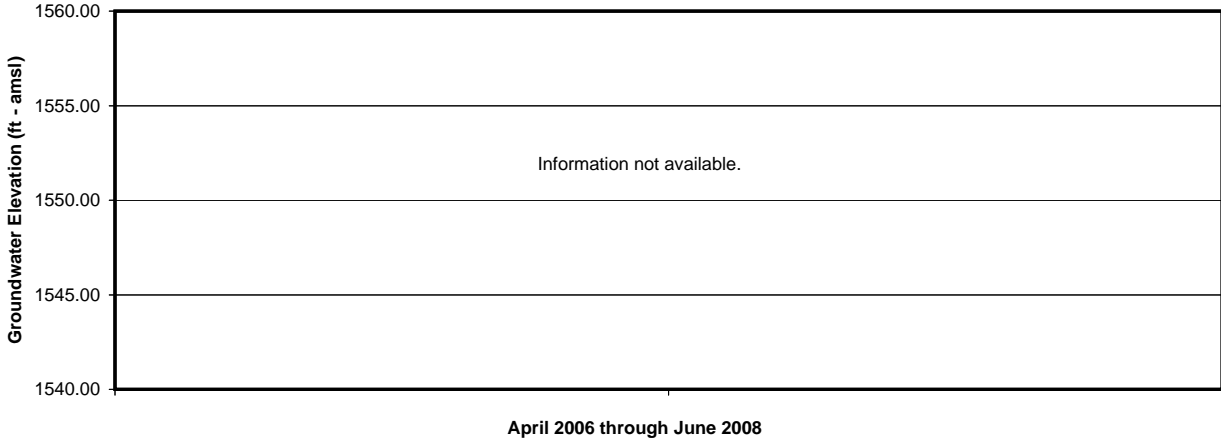 1560.00
1555.00
1550.00
1545.00
1540.00
Groundwater Elevation (ft - amsl)
Information not available.
April 2006 through June 2008